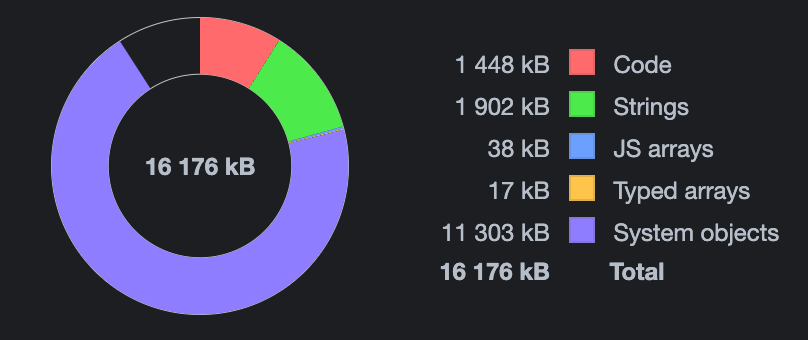 16 176 kB
1 448 kB Code
1 902 kB Strings
38 kB JS arrays
17 kB Typed arrays
11 303 kB System objects
16 176 kB Total